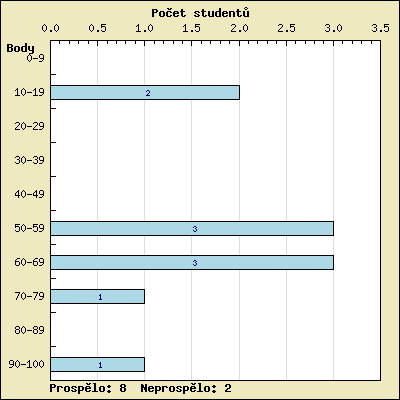 Počet studentů
0.0 0.5 1.0 1.5 2.0 2.5 3.0 3.5
Body
0-9
10-19 2
20-29
30-39
40-49
50-59 3
60-69 3
70-79 1
80-89
90-100 1
Prospělo: 8 Neprospělo: 2